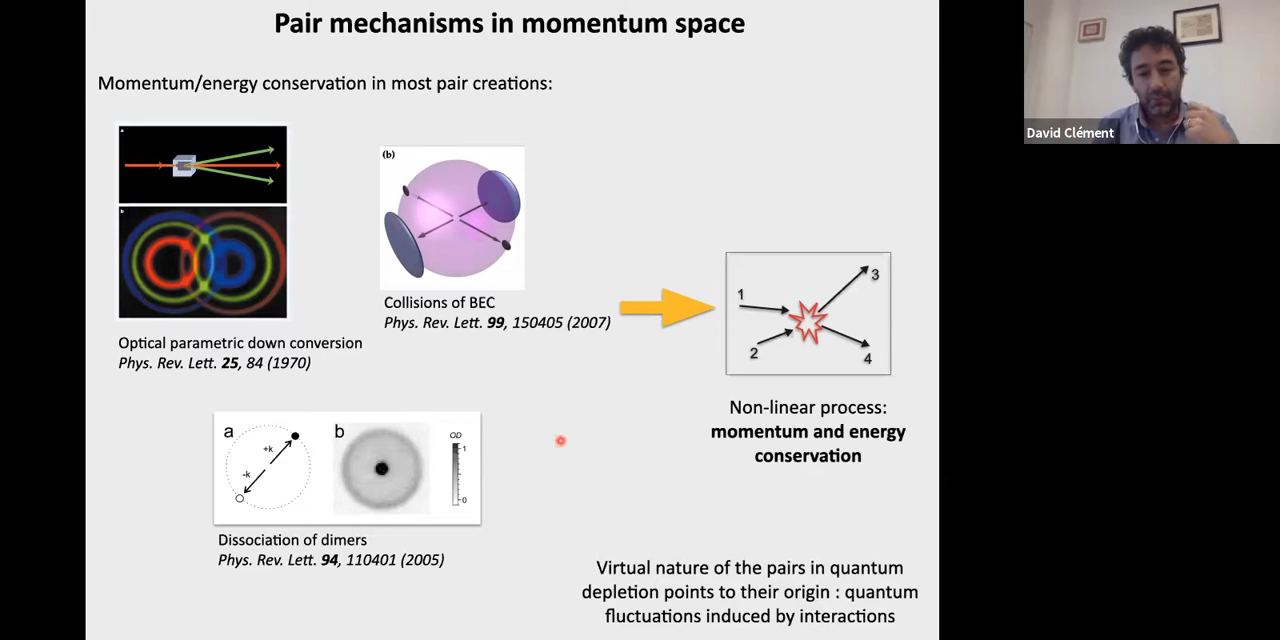 Pair mechanisms in momentum space
David Clément
Momentum/energy conservation in most pair creations:
a
b
(b)
Collisions of BEC
Phys. Rev. Lett. 99, 150405 (2007)
Optical parametric down conversion
Phys. Rev. Lett. 25, 84 (1970)
1
2
3
4
Non-linear process:
momentum and energy
conservation
a
+k
-k
b
OD
1
0
Dissociation of dimers
Phys. Rev. Lett. 94, 110401 (2005)
Virtual nature of the pairs in quantum
depletion points to their origin : quantum
fluctuations induced by interactions